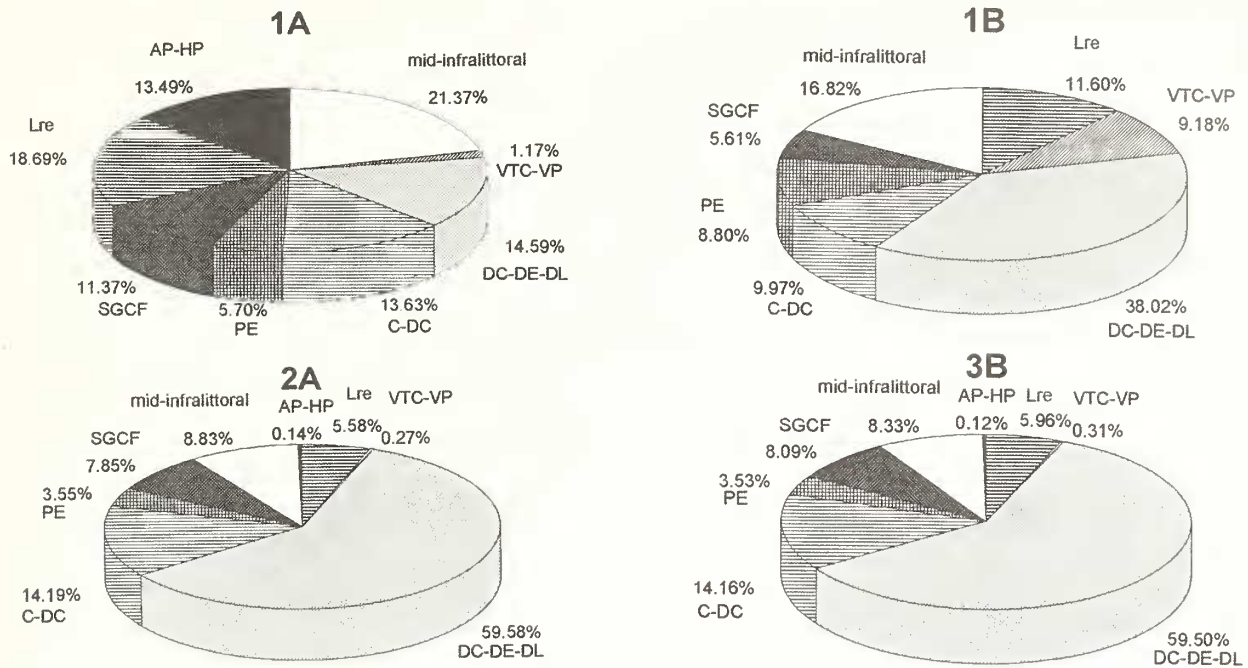 1A
AP-HP
13.49%
mid-infralittoral
21.37%
Lre
18.69%
1.17%
VTC-VP
14.59%
DC-DE-DL
11.37%
SGCF
5.70%
PE
13.63%
C-DC
1B
mid-infralittoral
16.82%
Lre
11.60%
VTC-VP
9.18%
SGCF
5.61%
PE
8.80%
9.97%
C-DC
38.02%
DC-DE-DL
2A
mid-infralittoral
8.83%
AP-HP
0.14%
Lre
5.58%
VTC-VP
0.27%
SGCF
7.85%
3.55%
PE
14.19%
C-DC
59.58%
DC-DE-DL
3B
mid-infralittoral
8.33%
AP-HP
0.12%
Lre
5.96%
VTC-VP
0.31%
SGCF
8.09%
3.53%
PE
14.16%
C-DC
59.50%
DC-DE-DL